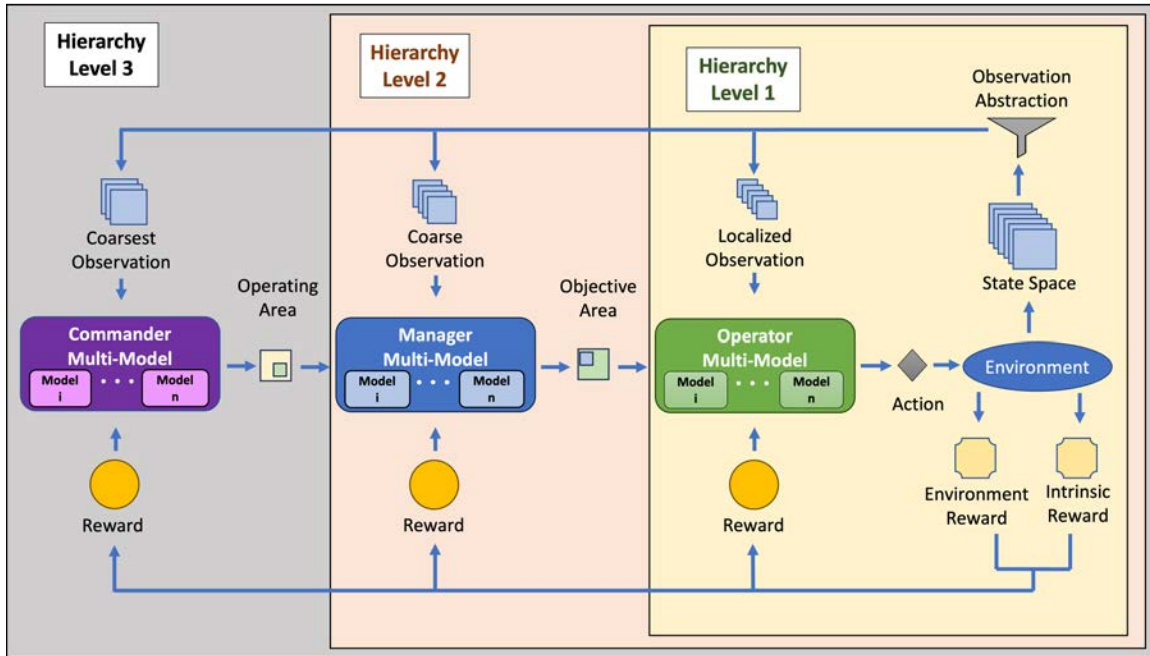 Hierarchy
Level 3
Hierarchy
Level 2
Hierarchy
Level 1
Observation
Abstraction
Coarsest
Observation
Coarse
Observation
Localized
Observation
State Space
Operating
Area
Objective
Area
Commander
Multi-Model
Model
i
• • •
Model
n
Manager
Multi-Model
Model
i
• • •
Model
n
Operator
Multi-Model
Model
i
• • •
Model
n
Action
Environment
Reward
Reward
Reward
Environment
Reward
Intrinsic
Reward